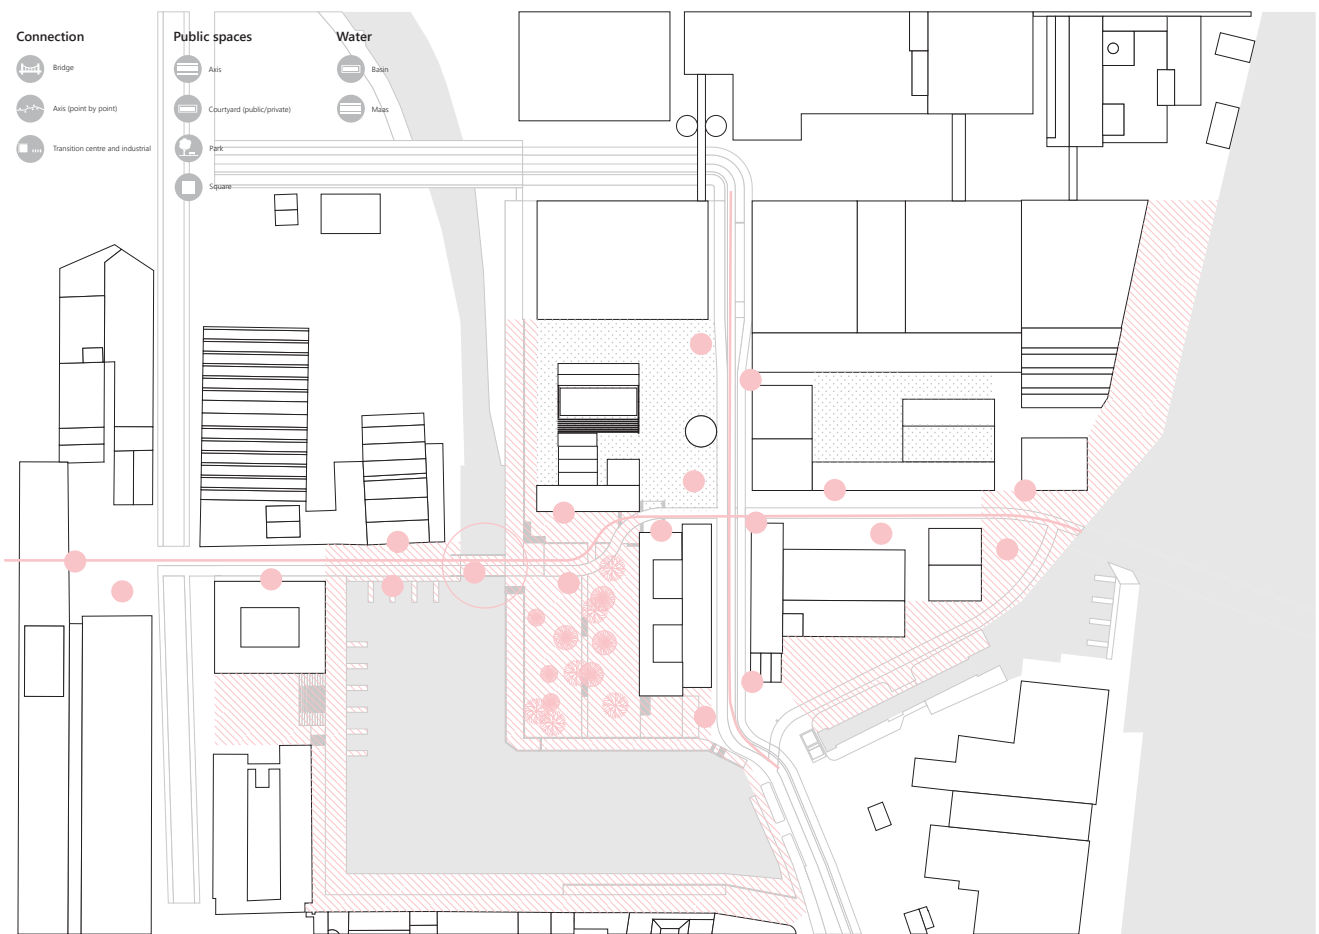 Connection
Bridge
Axis (point by point)
Transition centre and industrial
Public spaces
Axis
Courtyard (public/private)
Park
Square
Water
Basin
Maas